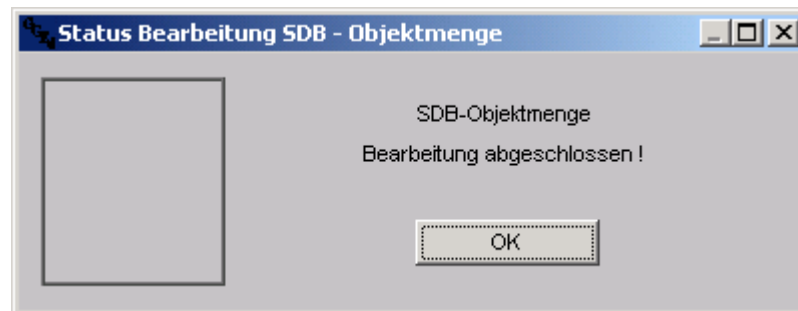 Status Bearbeitung SDB - Objektmenge
SDB-Objektmenge
Bearbeitung abgeschlossen !
OK